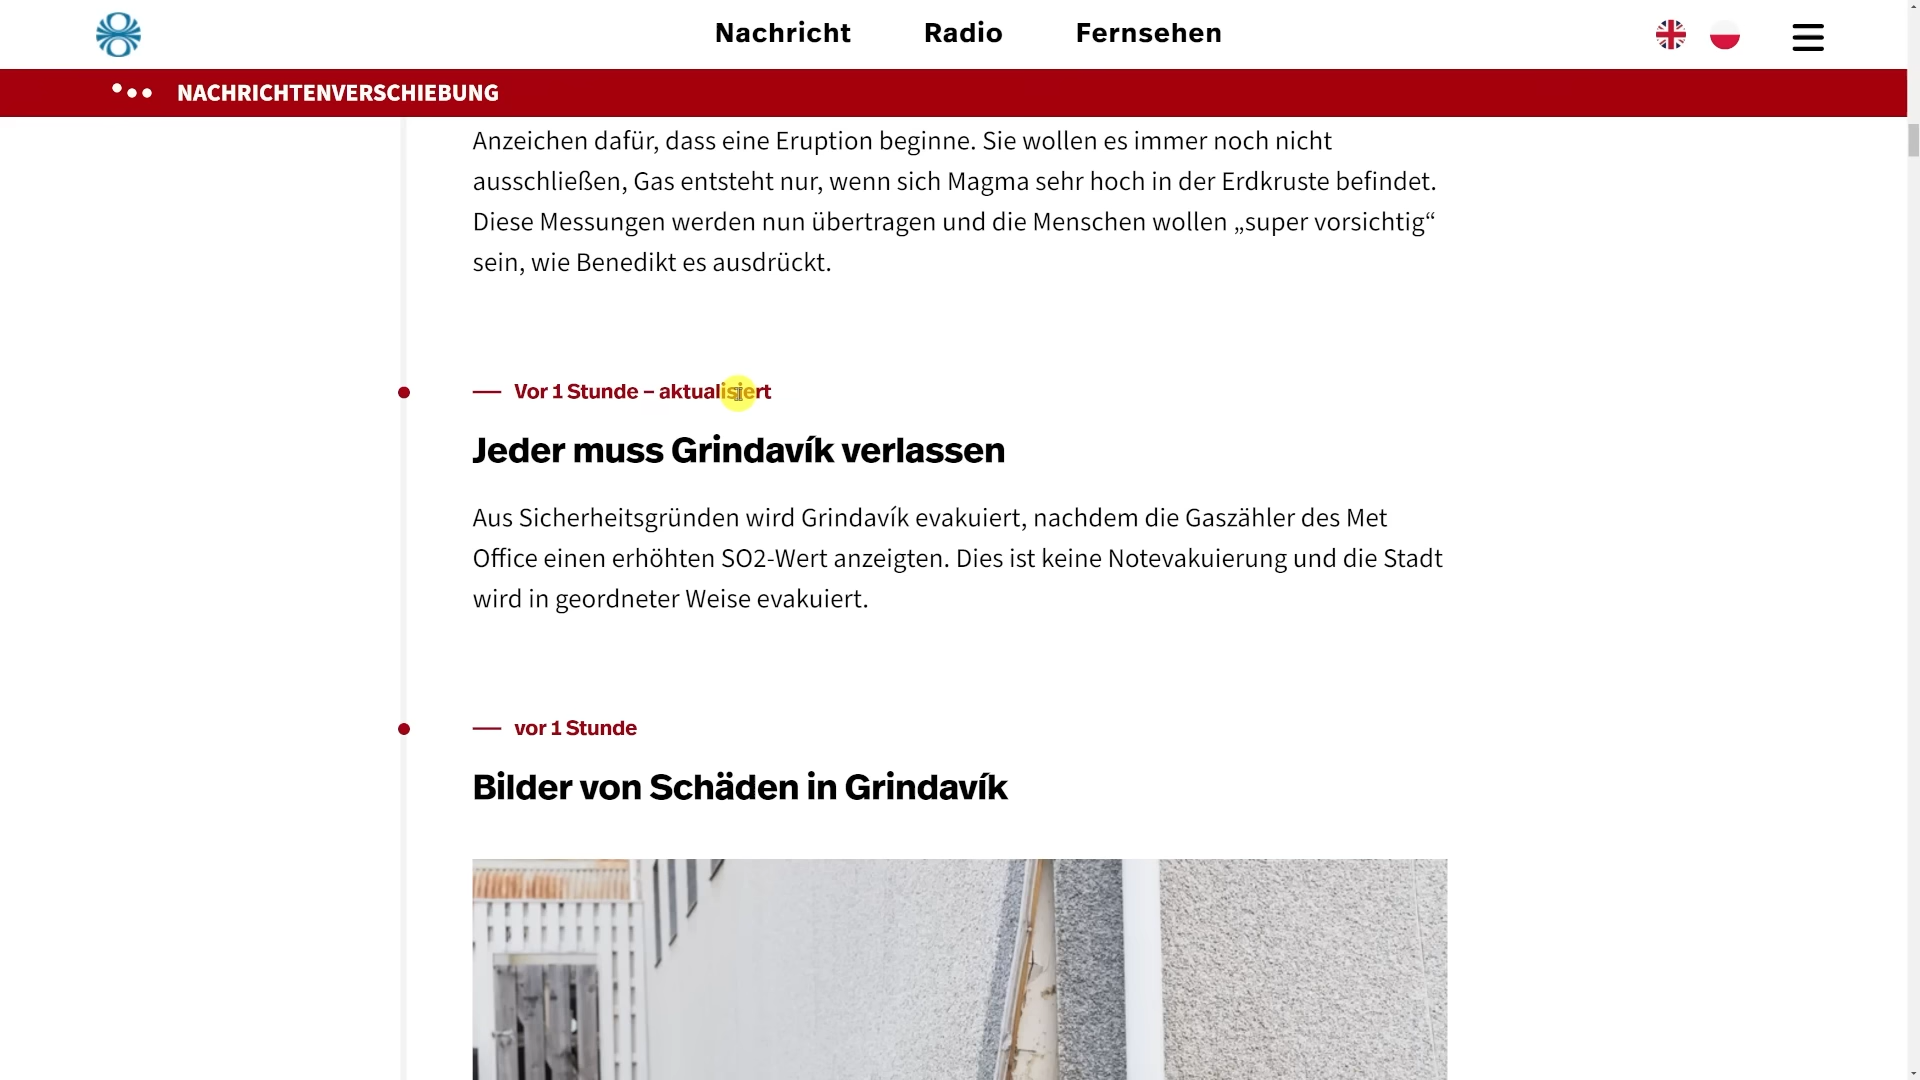 Nachricht Radio Fernsehen
NACHRICHTENVERSCHIEBUNG
Anzeichen dafür, dass eine Eruption beginne. Sie wollen es immer noch nicht
ausschließen, Gas entsteht nur, wenn sich Magma sehr hoch in der Erdkruste befindet.
Diese Messungen werden nun übertragen und die Menschen wollen „super vorsichtig“
sein, wie Benedikt es ausdrückt.
Vor 1 Stunde – aktualisiert
Jeder muss Grindavík verlassen
Aus Sicherheitsgründen wird Grindavík evakuiert, nachdem die Gaszähler des Met
Office einen erhöhten SO2-Wert anzeigten. Dies ist keine Notevakuierung und die Stadt
wird in geordneter Weise evakuiert.
vor 1 Stunde
Bilder von Schäden in Grindavík